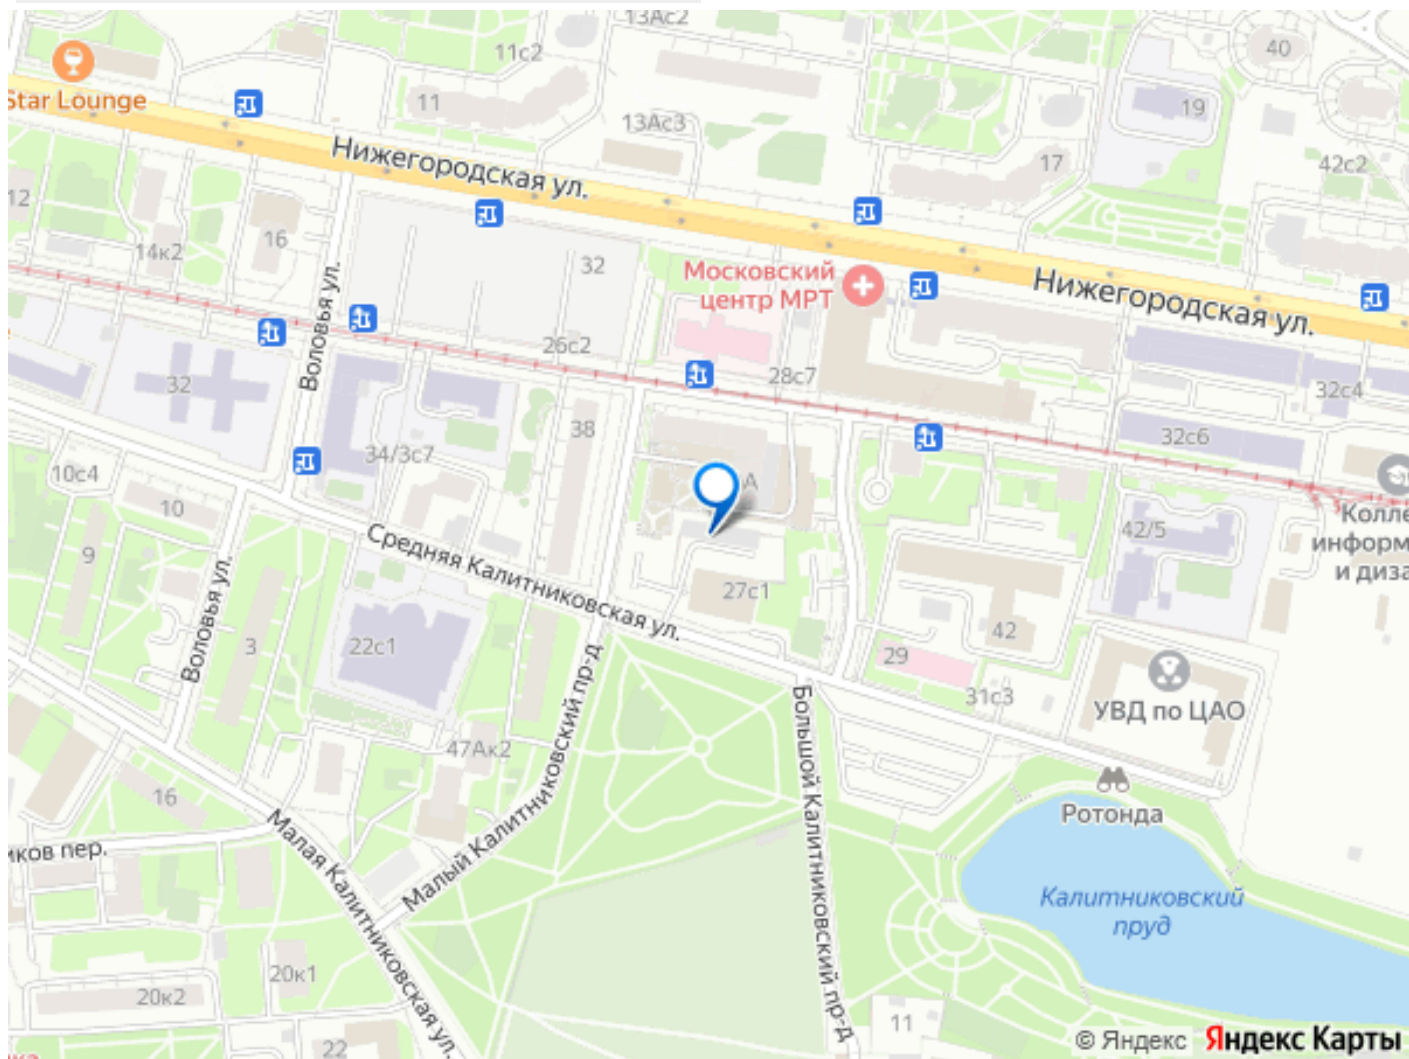 13Ас2
11с2
40
Star Lounge
11
19
13Ас3
Нижегородская ул.
17
42с2
12
14к2
16
32
Московский
центр МРТ
Нижегородская ул.
Воловья ул.
26с2
28с7
32
32с4
38
32с6
34/3с7
10с4
А
10
Колле
42/5
информ
и диза
9
Средняя Калитниковская ул.
27с1
Воловья ул.
3
22с1
42
29
31с3
УВД по ЦАО
47Ак2
Малый Калитниковский пр-д
Большой Калитниковский пр-д
16
Ротонда
иков пер.
Малая Калитниковская ул.
Калитниковский
пруд
20к1
20к2
11
22
© Яндекс Яндекс Карты